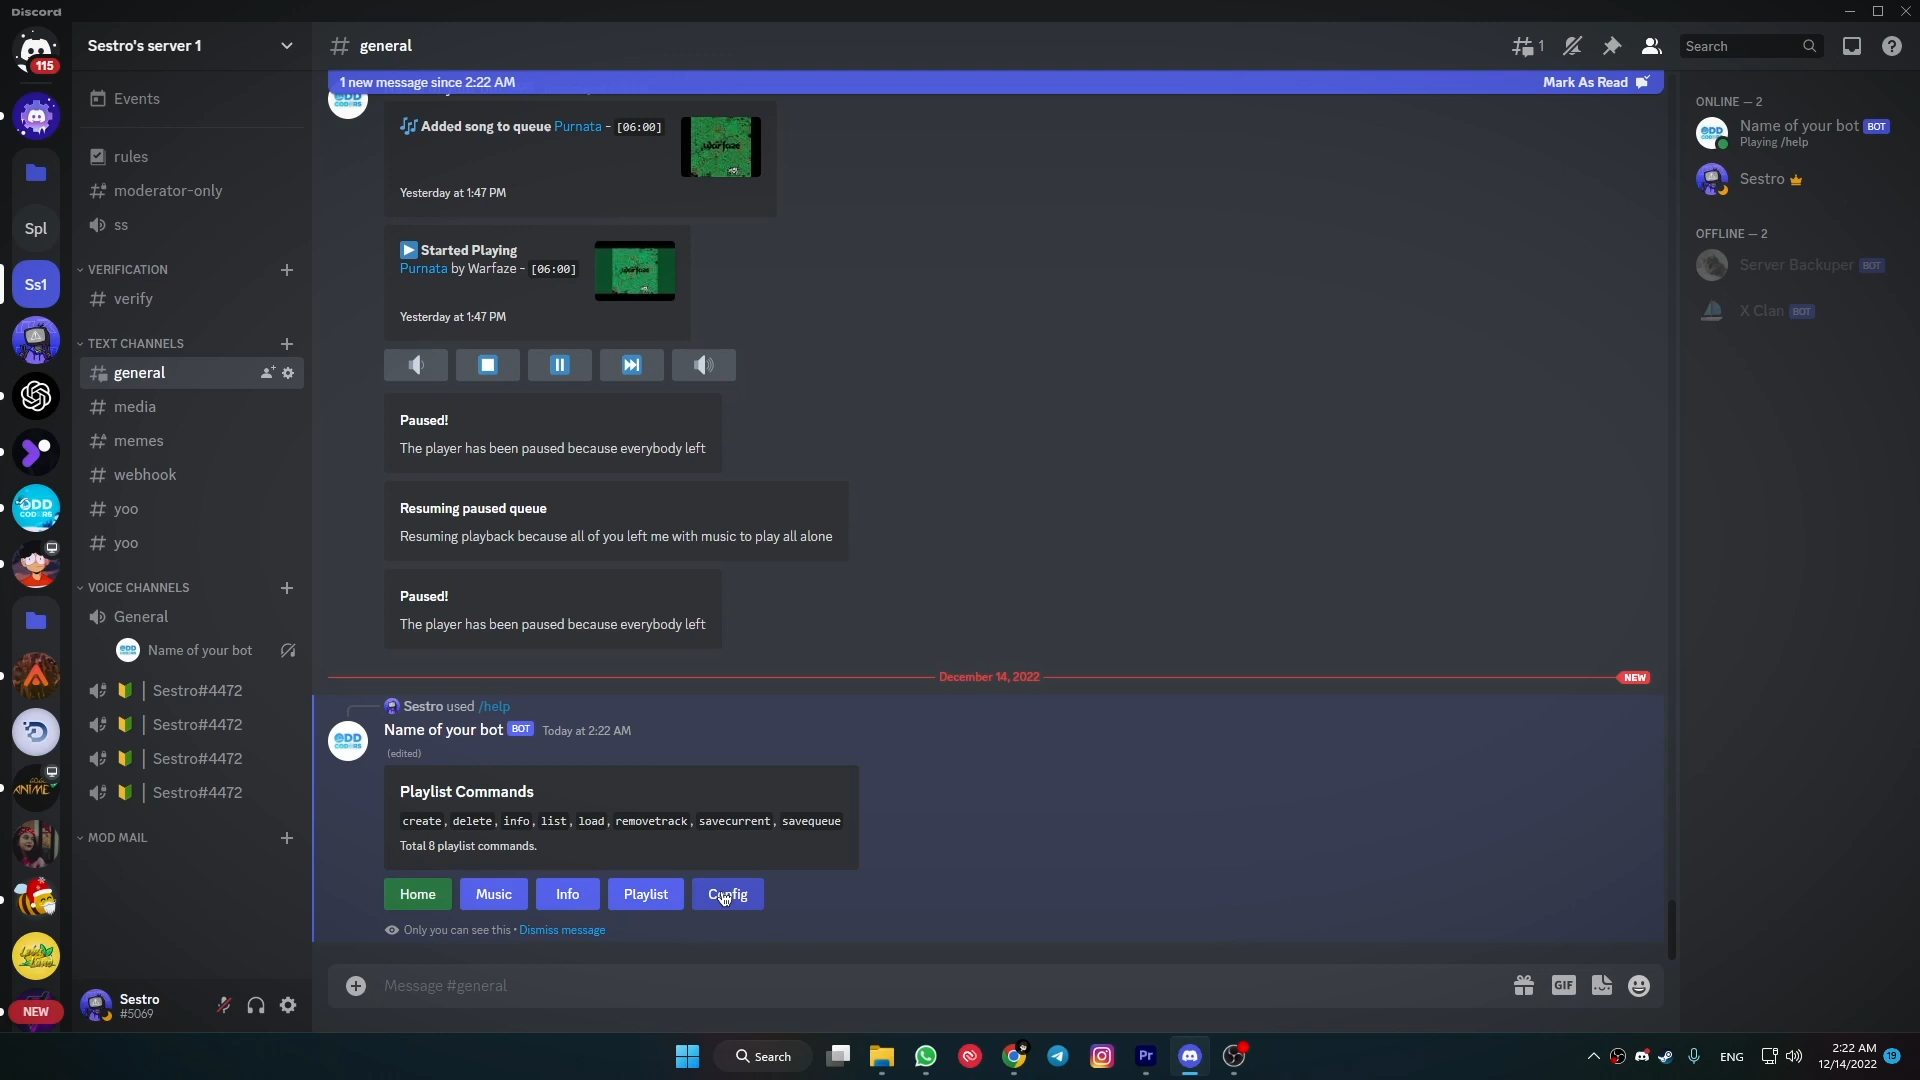 Discord
115
Spl
Ss1
NEW
Sestro's server 1
Events
rules
moderator-only
ss
VERIFICATION
verify
TEXT CHANNELS
general
media
memes
webhook
yoo
yoo
VOICE CHANNELS
General
Name of your bot
Sestro#4472
Sestro#4472
Sestro#4472
Sestro#4472
MOD MAIL
Sestro
#5069
general
1
Search
1 new message since 2:22 AM
Mark As Read
Added song to queue Purnata - [06:00]
Yesterday at 1:47 PM
Started Playing
Purnata by Warfaze - [06:00]
Yesterday at 1:47 PM
Paused!
The player has been paused because everybody left
Resuming paused queue
Resuming playback because all of you left me with music to play all alone
Paused!
The player has been paused because everybody left
December 14, 2022
NEW
Sestro used /help
Name of your bot BOT Today at 2:22 AM
(edited)
Playlist Commands
create, delete, info, list, load, removetrack, savecurrent, savequeue
Total 8 playlist commands.
Home Music Info Playlist Config
Only you can see this • Dismiss message
Message #general
GIF
ONLINE — 2
Name of your bot BOT
Playing /help
Sestro
OFFLINE — 2
Server Backuper BOT
X Clan BOT
Search
Pr
ENG
2:22 AM
12/14/2022
19